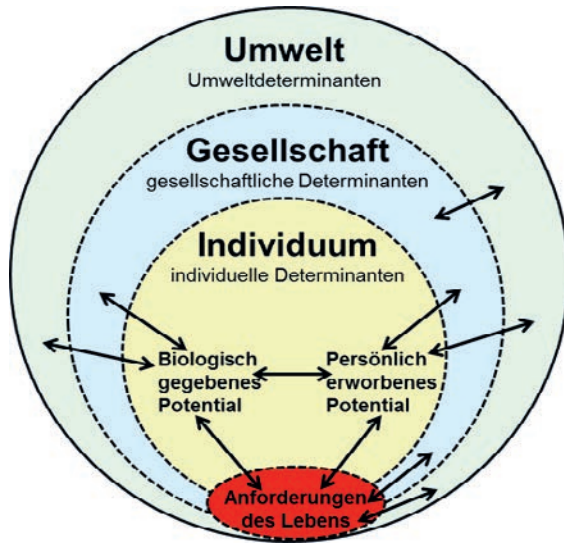 Umwelt
Umweltdeterminanten
Gesellschaft
gesellschaftliche Determinanten
Individuum
individuelle Determinanten
Biologisch
gegebenes
Potential
Persönlich
erworbenes
Potential
Anforderungen
des Lebens